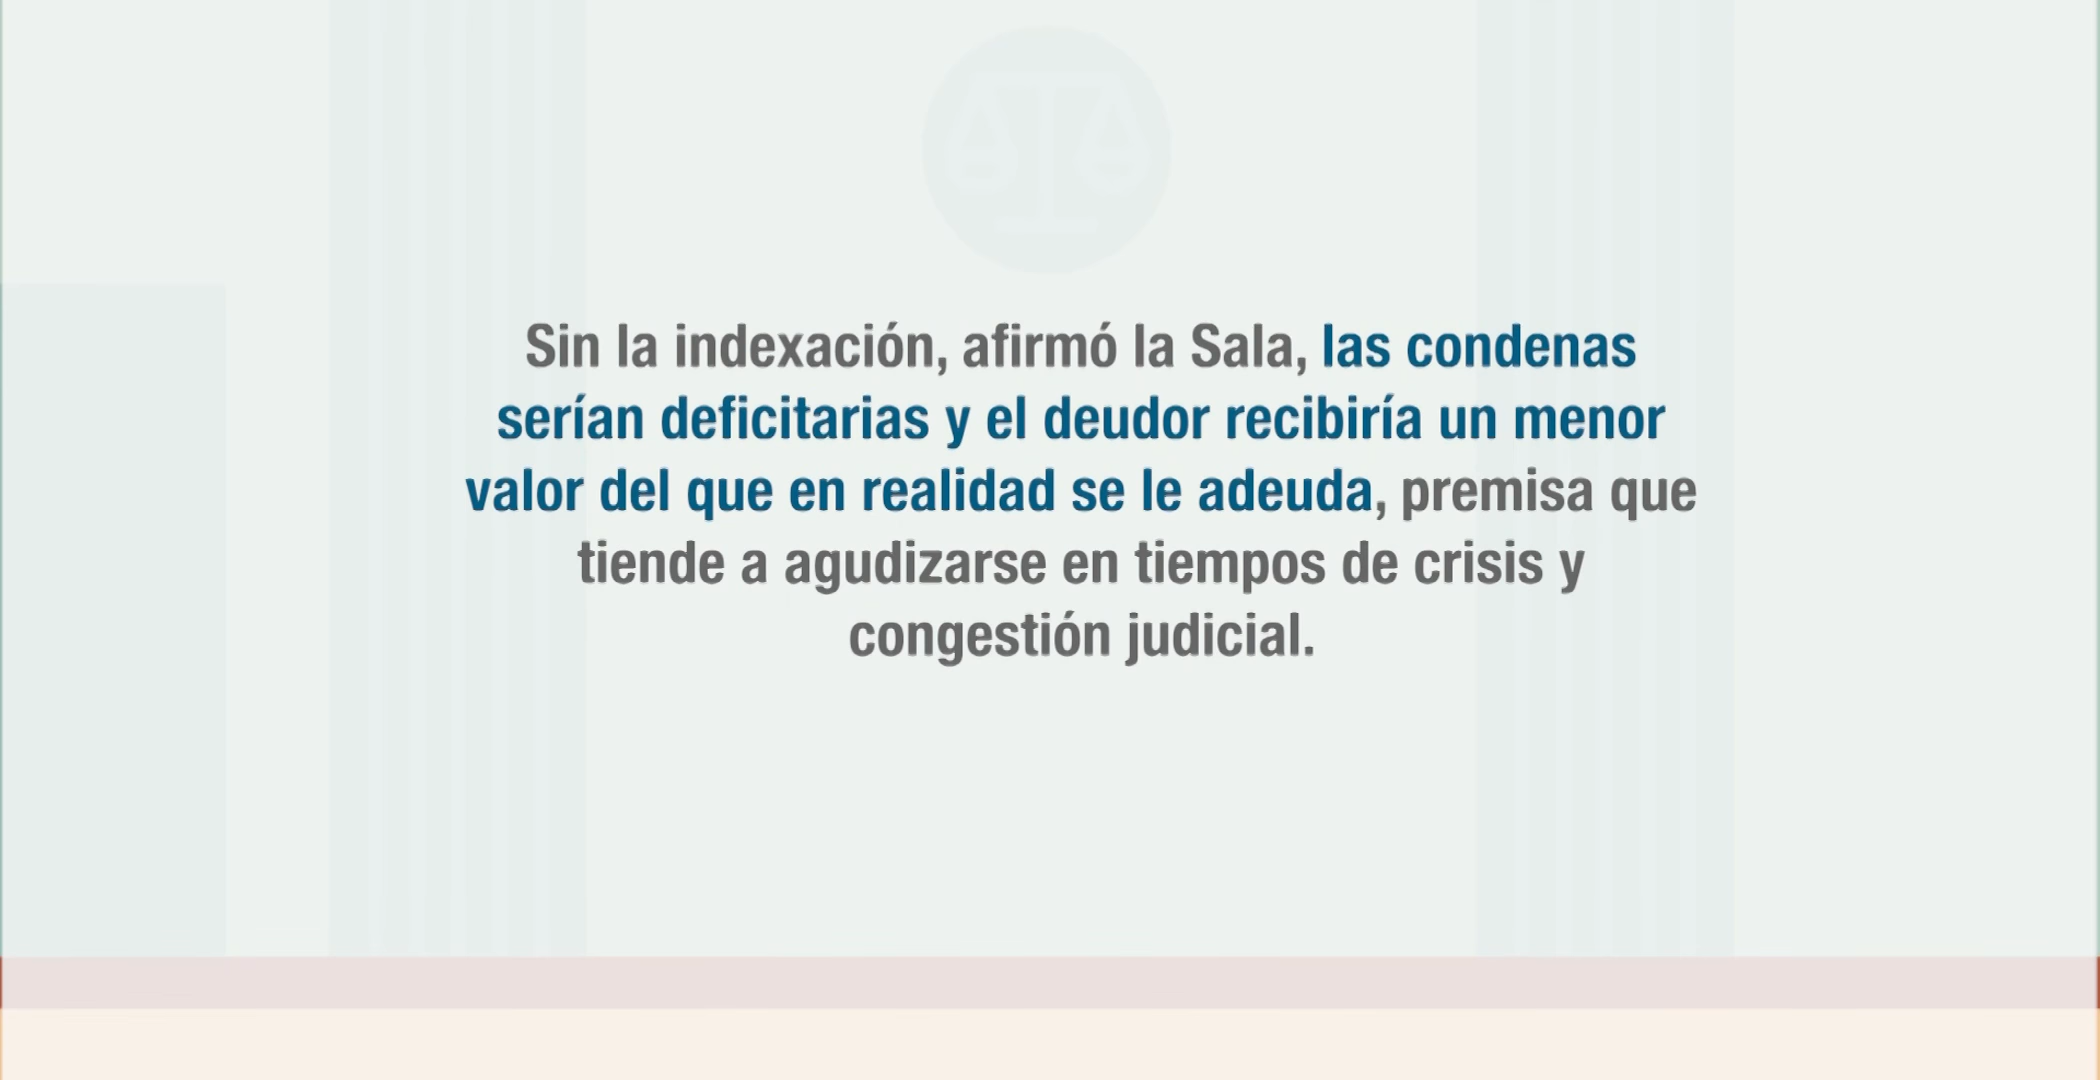 Sin la indexación, afirmó la Sala, las condenas
serían deficitarias y el deudor recibiría un menor
valor del que en realidad se le adeuda, premisa que
tiende a agudizarse en tiempos de crisis y
congestión judicial.